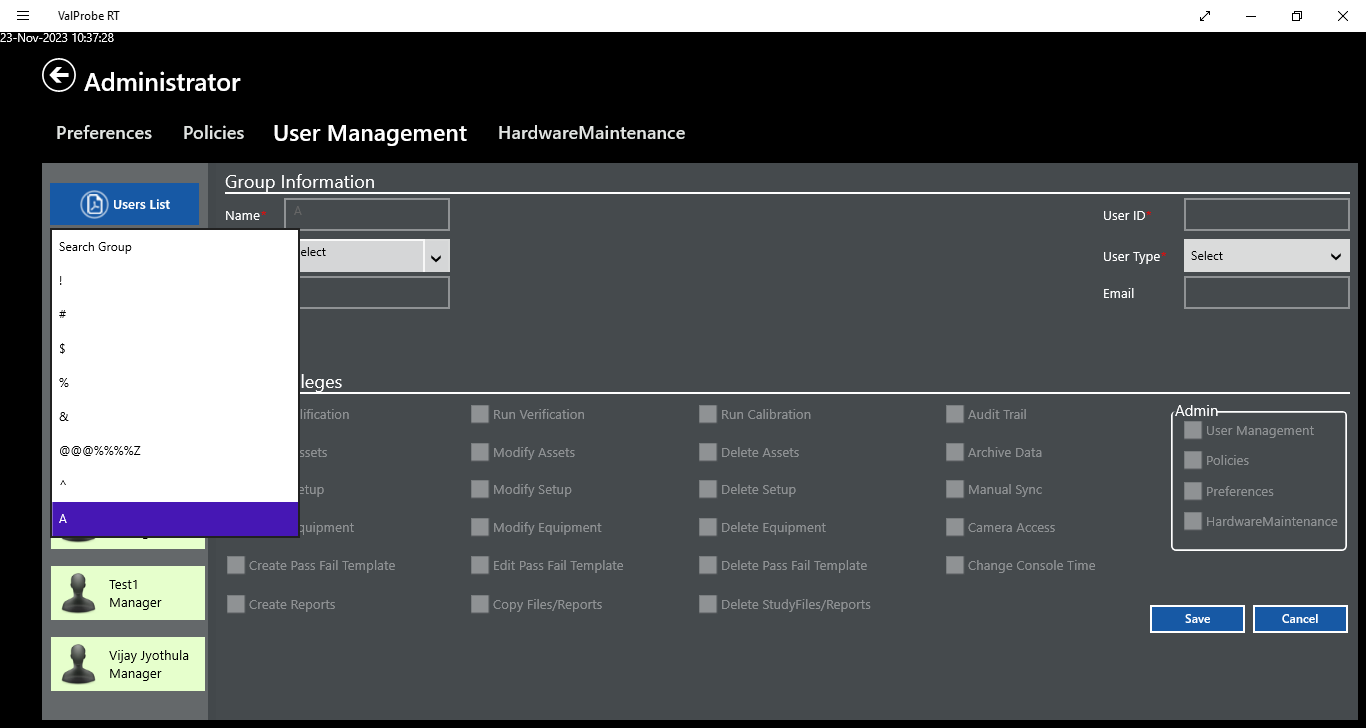 ValProbe RT
23-Nov-2023 10:37:28
Administrator
Preferences Policies User Management HardwareMaintenance
Users List
Search Group
!
#
$
%
&
@@@%%%%Z
^
A
Test1
Manager
Vijay Jyothula
Manager
Group Information
Name* A
User ID*
elect
User Type* Select
Email
leges
lification Run Verification Run Calibration Audit Trail
ssets Modify Assets Delete Assets Archive Data
etup Modify Setup Delete Setup Manual Sync
quipment Modify Equipment Delete Equipment Camera Access
Create Pass Fail Template Edit Pass Fail Template Delete Pass Fail Template Change Console Time
Create Reports Copy Files/Reports Delete StudyFiles/Reports
Admin
User Management
Policies
Preferences
HardwareMaintenance
Save Cancel